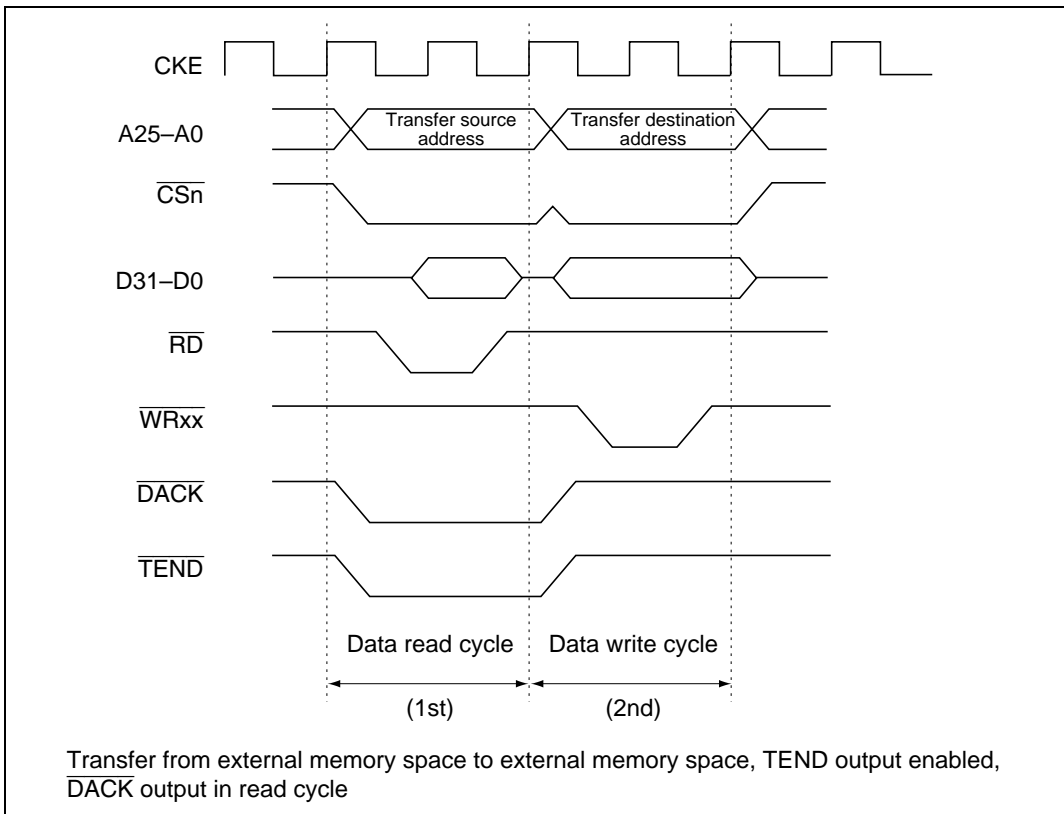 CKE
A25–A0
Transfer source
address
Transfer destination
address
CSn
D31–D0
RD
WRxx
DACK
TEND
Data read cycle
Data write cycle
(1st)
(2nd)
Transfer from external memory space to external memory space, TEND output enabled,
DACK output in read cycle